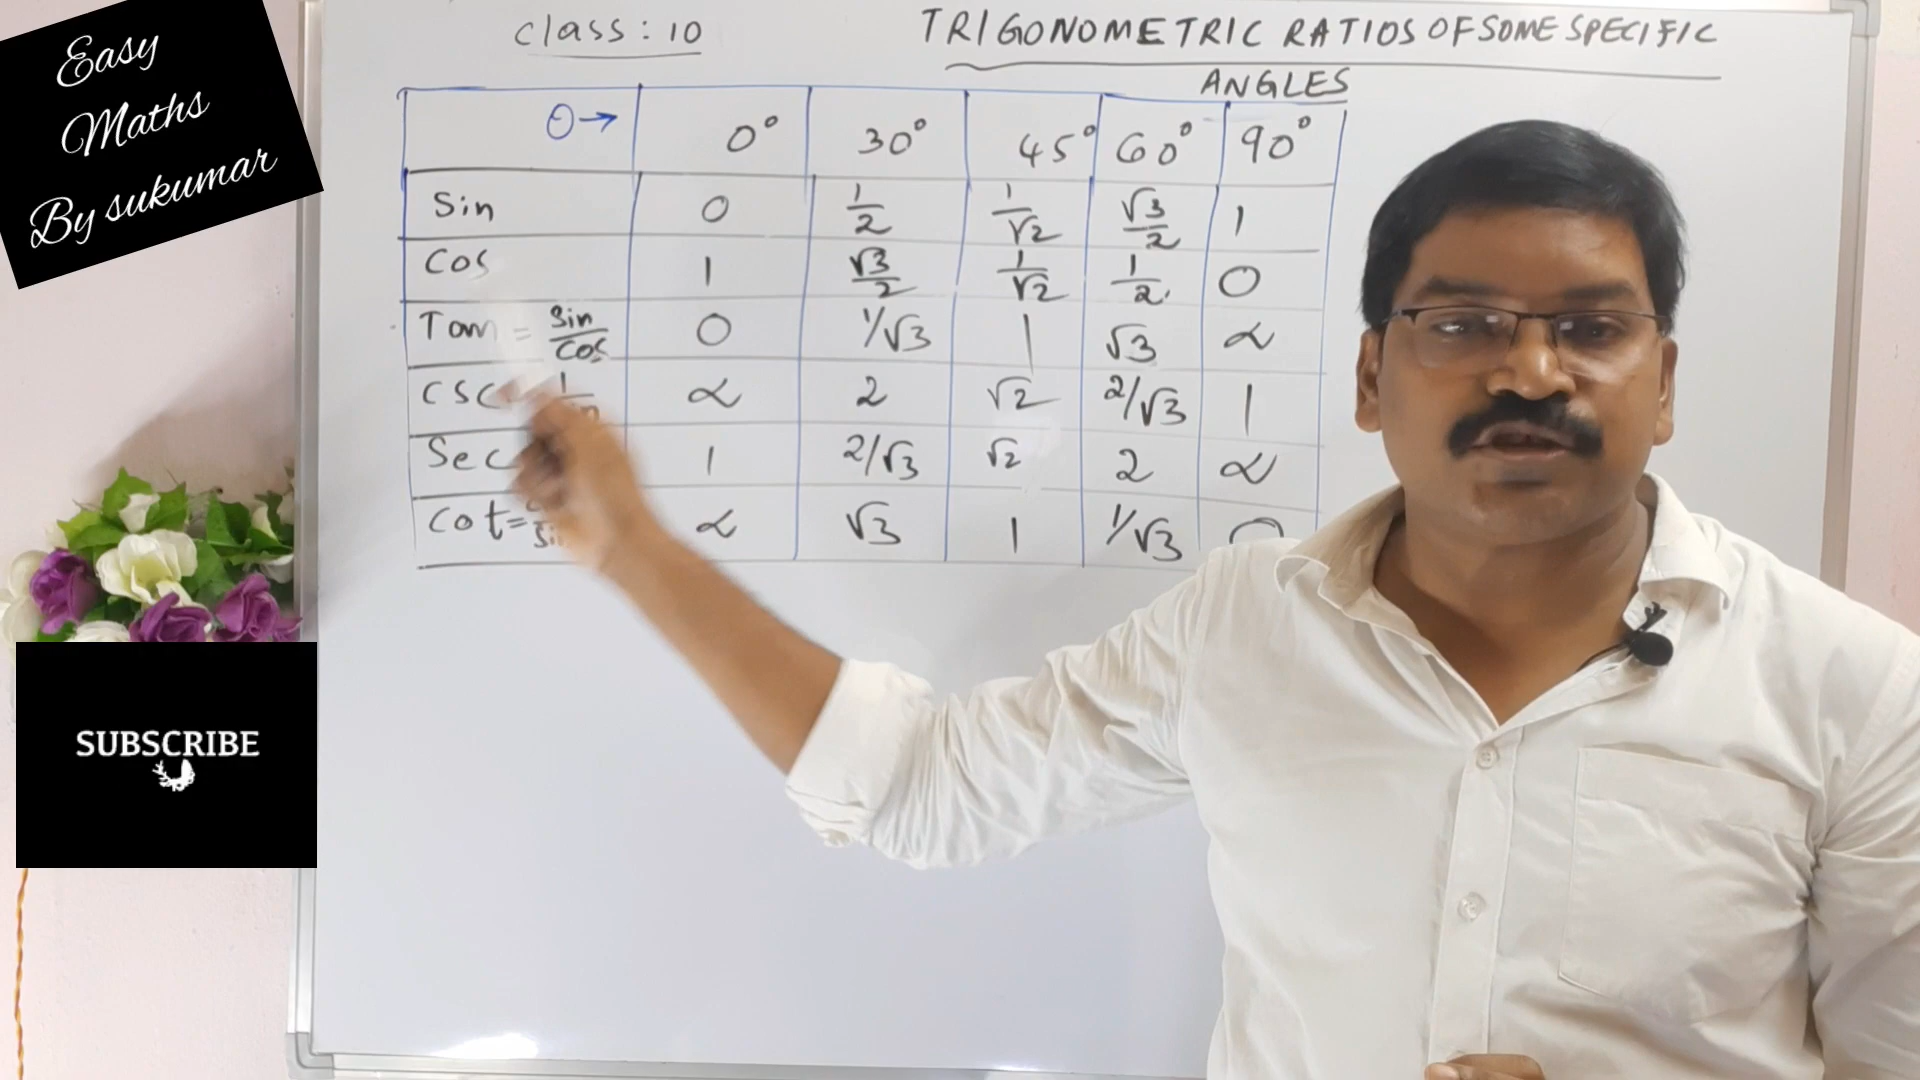 Easy
Maths
By sukumar
class : 10
TRIGONOMETRIC RATIOS OF SOME SPECIFIC
ANGLES
θ→ 0° 30° 45° 60° 90°
Sin 0 1/2 1/√2 √3/2 1
Cos 1 √3/2 1/√2 1/2 0
Tan = Sin/Cos 0 1/√3 1 √3 α
CSC α 2 √2 2/√3 1
Sec 1 2/√3 √2 2 α
Cot = α √3 1 1/√3 0
SUBSCRIBE